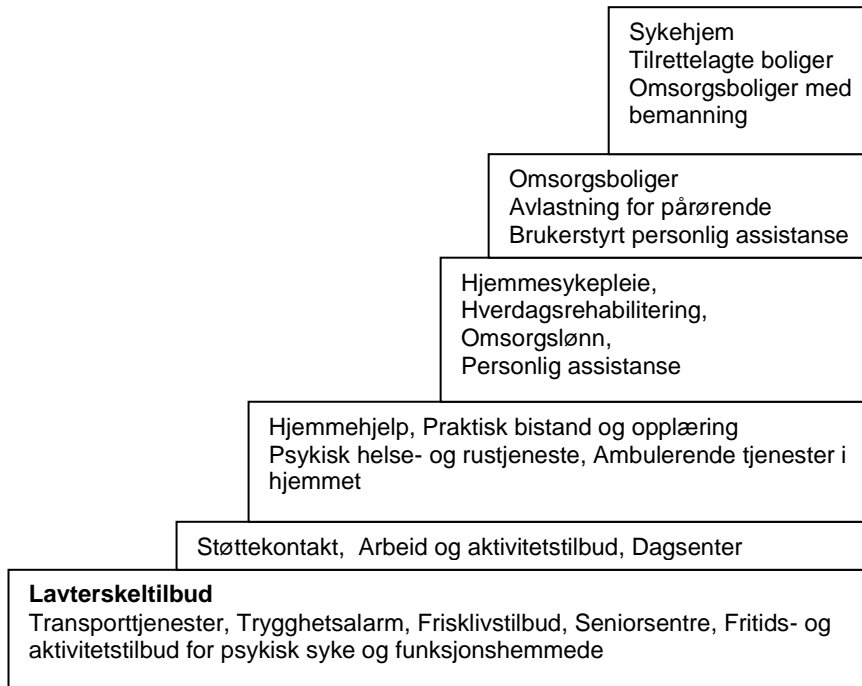 Sykehjem
Tilrettelagte boliger
Omsorgsboliger med
bemanning
Omsorgsboliger
Avlastning for pårørende
Brukerstyrt personlig assistanse
Hjemmesykepleie,
Hverdagsrehabilitering,
Omsorgslønn,
Personlig assistanse
Hjemmehjelp, Praktisk bistand og opplæring
Psykisk helse- og rustjeneste, Ambulerende tjenester i
hjemmet
Støttekontakt, Arbeid og aktivitetstilbud, Dagsenter
Lavterskeltilbud
Transporttjenester, Trygghetsalarm, Frisklivstilbud, Seniorsentre, Fritids- og
aktivitetstilbud for psykisk syke og funksjonshemmede